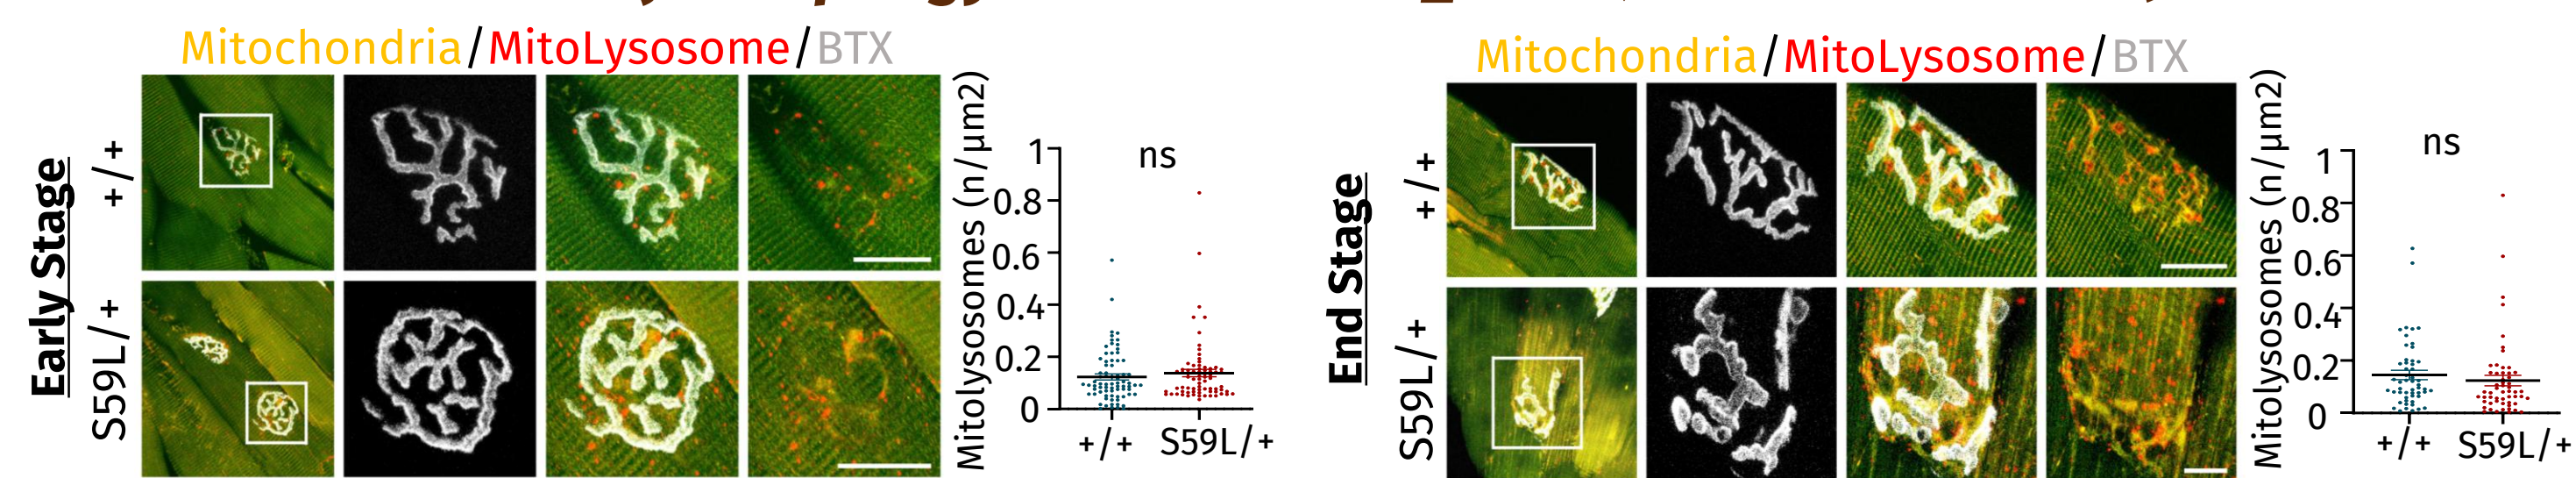 Mitochondria/MitoLysosome/BTX
Early Stage
+/+
S59L/+
Mitolysosomes (n/µm2)
1
0.8
0.6
0.4
0.2
0
ns
+/+
S59L/+
Mitochondria/MitoLysosome/BTX
End Stage
+/+
S59L/+
Mitolysosomes (n/µm2)
1
0.8
0.6
0.4
0.2
0
ns
+/+
S59L/+